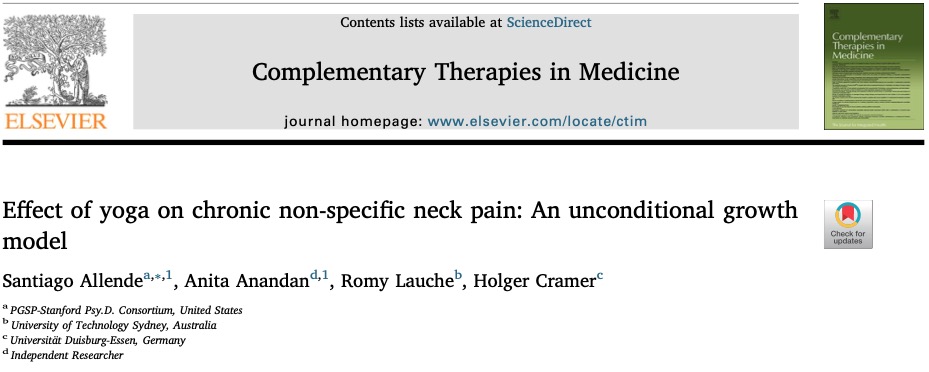 Contents lists available at ScienceDirect
Complementary Therapies in Medicine
journal homepage: www.elsevier.com/locate/ctim
ELSEVIER
Complementary
Therapies in
Medicine
Effect of yoga on chronic non-specific neck pain: An unconditional growth
model
Check for
updates
Santiago Allende a,*,1, Anita Anandan d,1, Romy Lauche b, Holger Cramer c
a PGSP-Stanford Psy.D. Consortium, United States
b University of Technology Sydney, Australia
c Universität Duisburg-Essen, Germany
d Independent Researcher